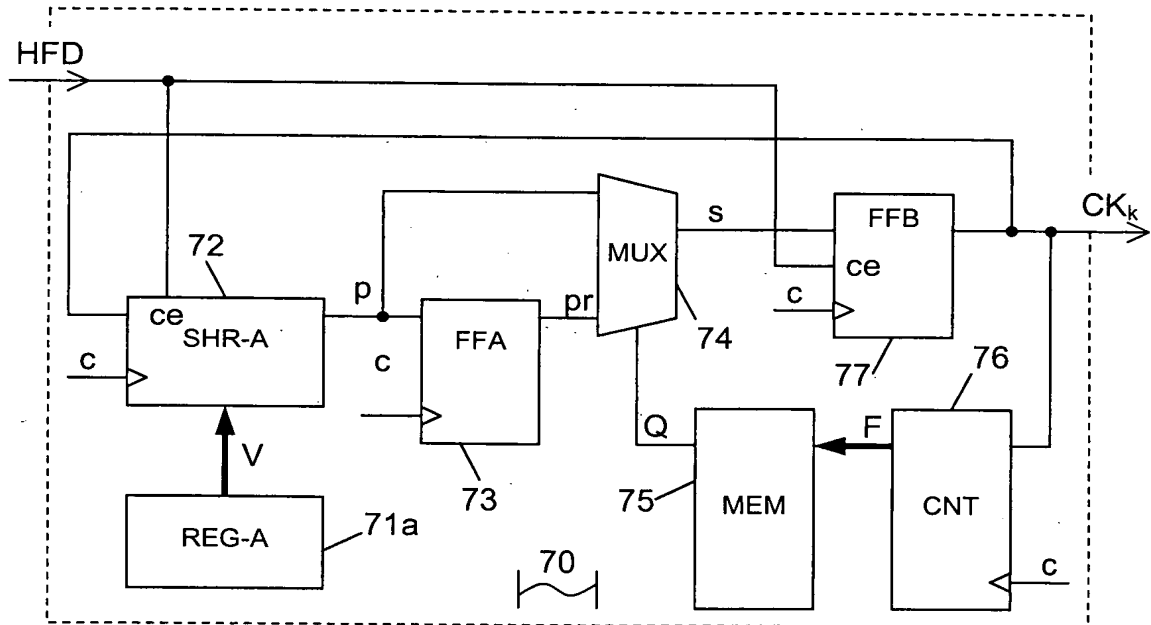 HFD
CKk
s
FFB
72
MUX
ce
p
pr
c
ce
SHR-A
FFA
74
c
c
77
76
V
Q
F
73
75
MEM
CNT
REG-A
71a
70
c